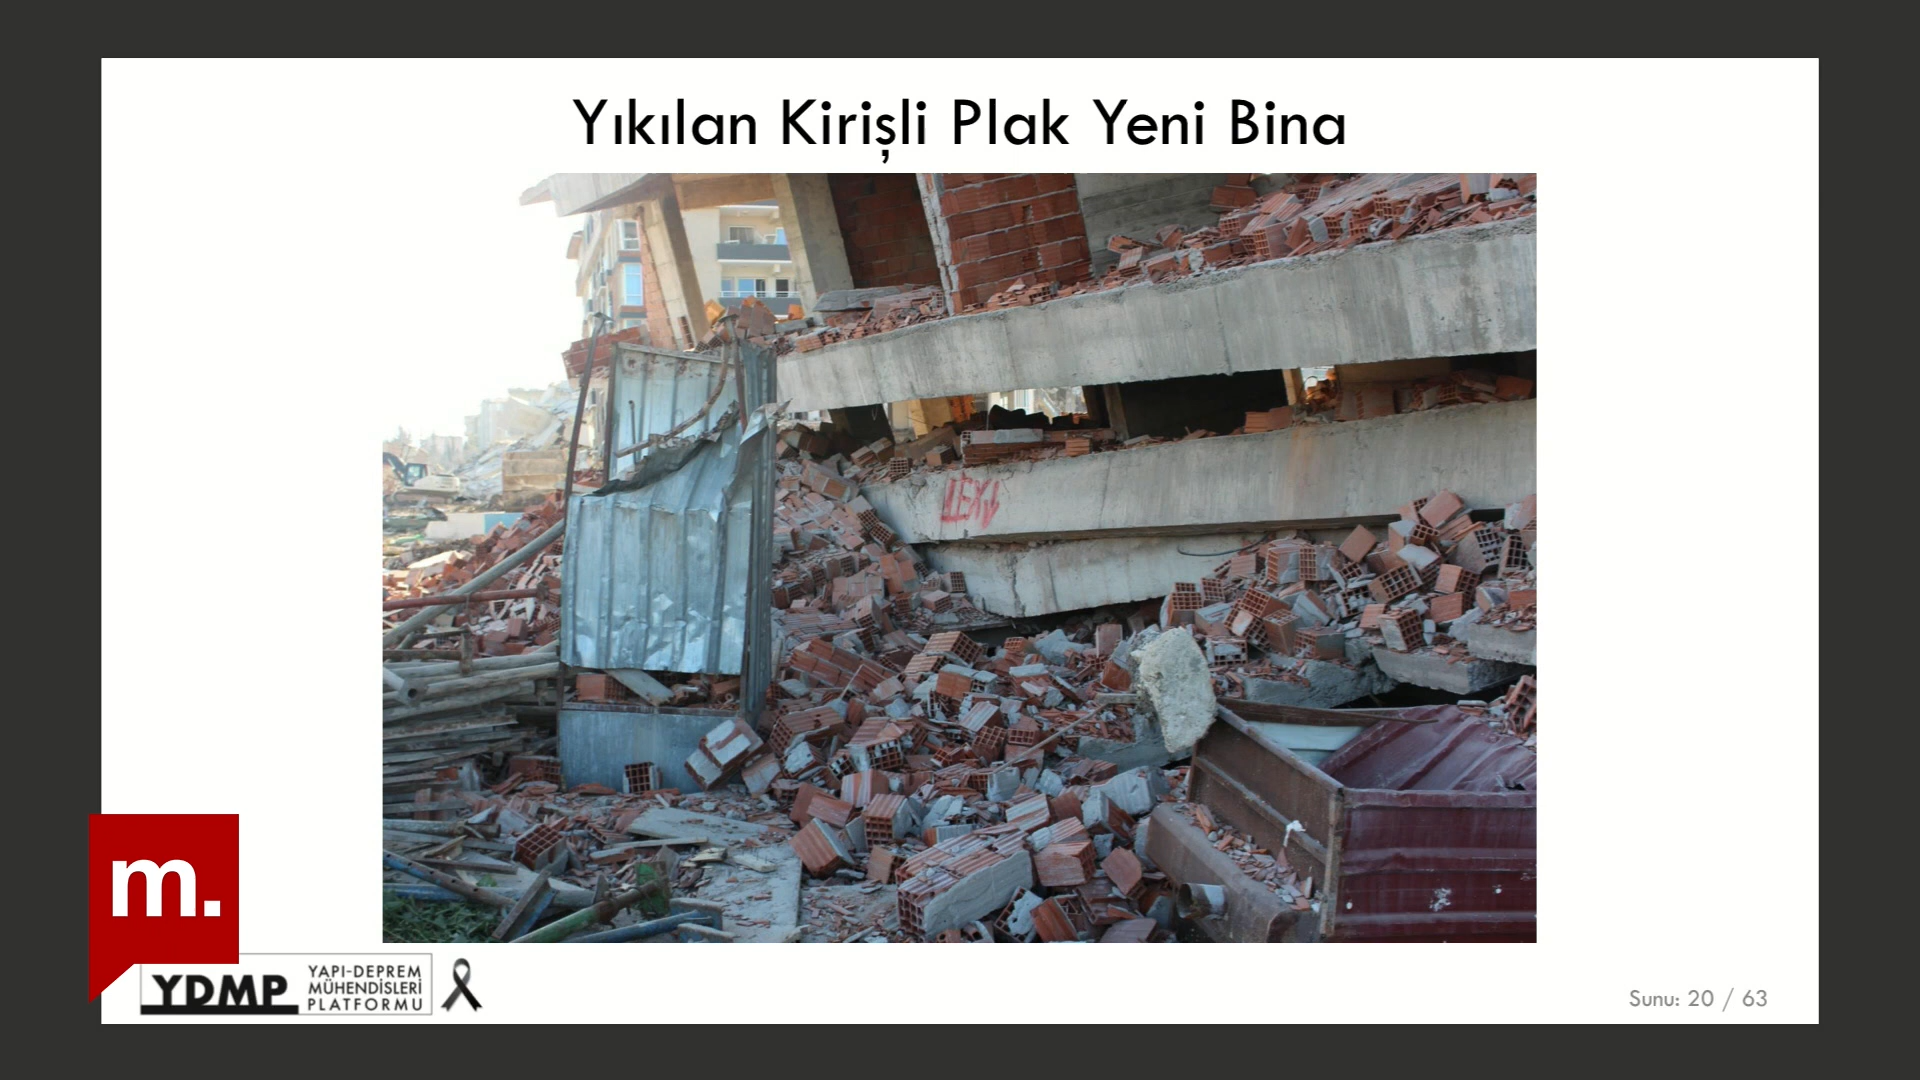 Yıkılan Kirişli Plak Yeni Bina
m.
YDMP
YAPI-DEPREM
MÜHENDİSLERİ
PLATFORMU
Sunu: 20 / 63